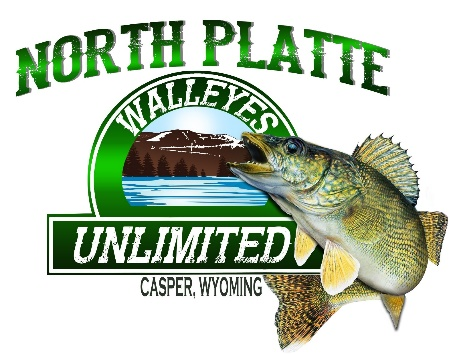 NORTH PLATTE
WALLEYES
UNLIMITED
CASPER, WYOMING